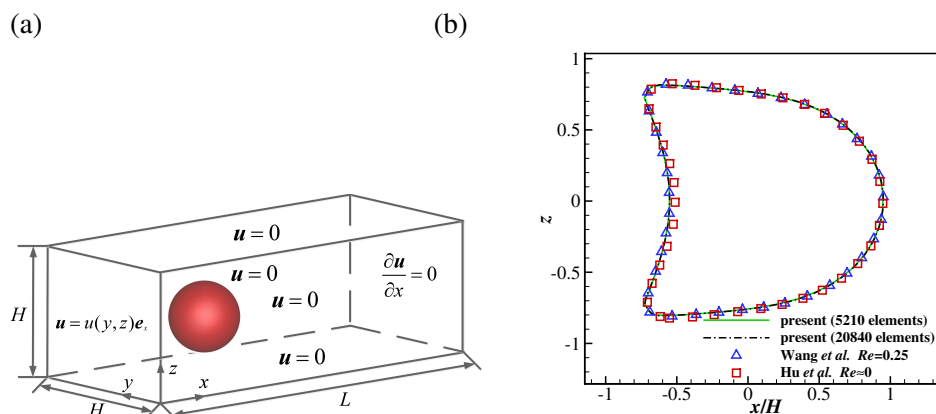 (a)
(b)
u = 0
u = 0
u = 0
∂u/∂x = 0
u = u(y, z)eₓ
u = 0
H
H
L
y
z
x
1
0.5
0
-0.5
-1
z
-1
-0.5
0
0.5
1
x/H
present (5210 elements)
present (20840 elements)
Wang et al. Re=0.25
Hu et al. Re≈0